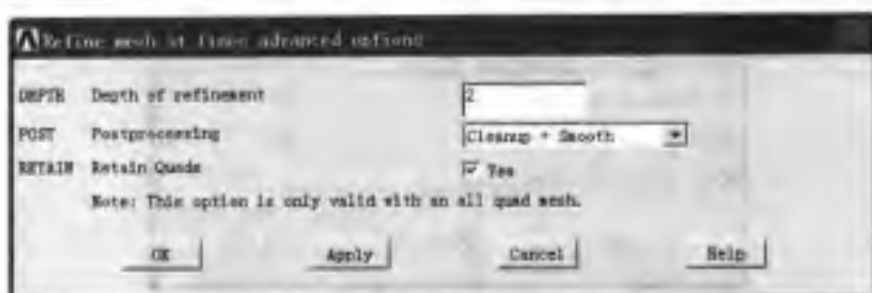 Refine mesh at lines advanced options
DEPTH Depth of refinement 2
POST Postprocessing Cleanup + Smooth
RETAIN Retain Quads Yes
Note: This option is only valid with an all quad mesh.
OK Apply Cancel Help